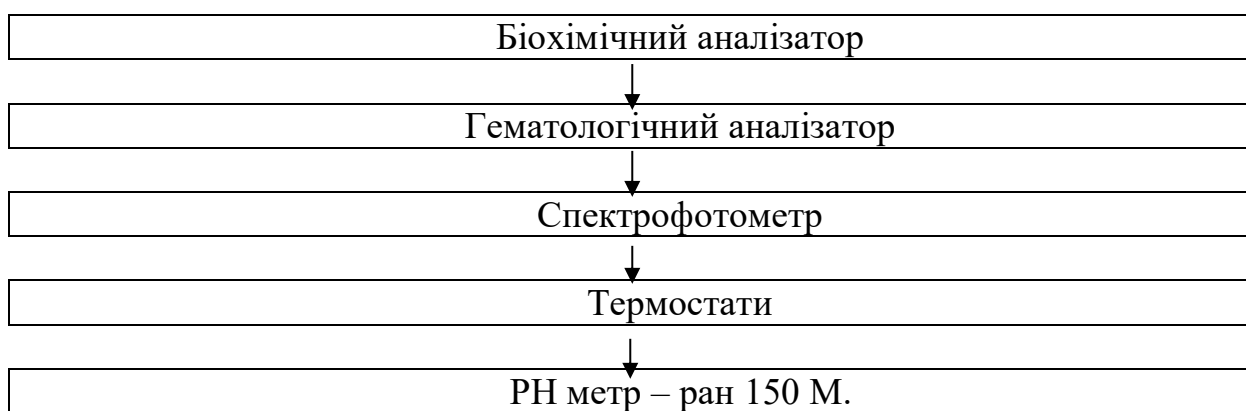 Біохімічний аналізатор
Гематологічний аналізатор
Спектрофотометр
Термостати
РН метр – ран 150 М.